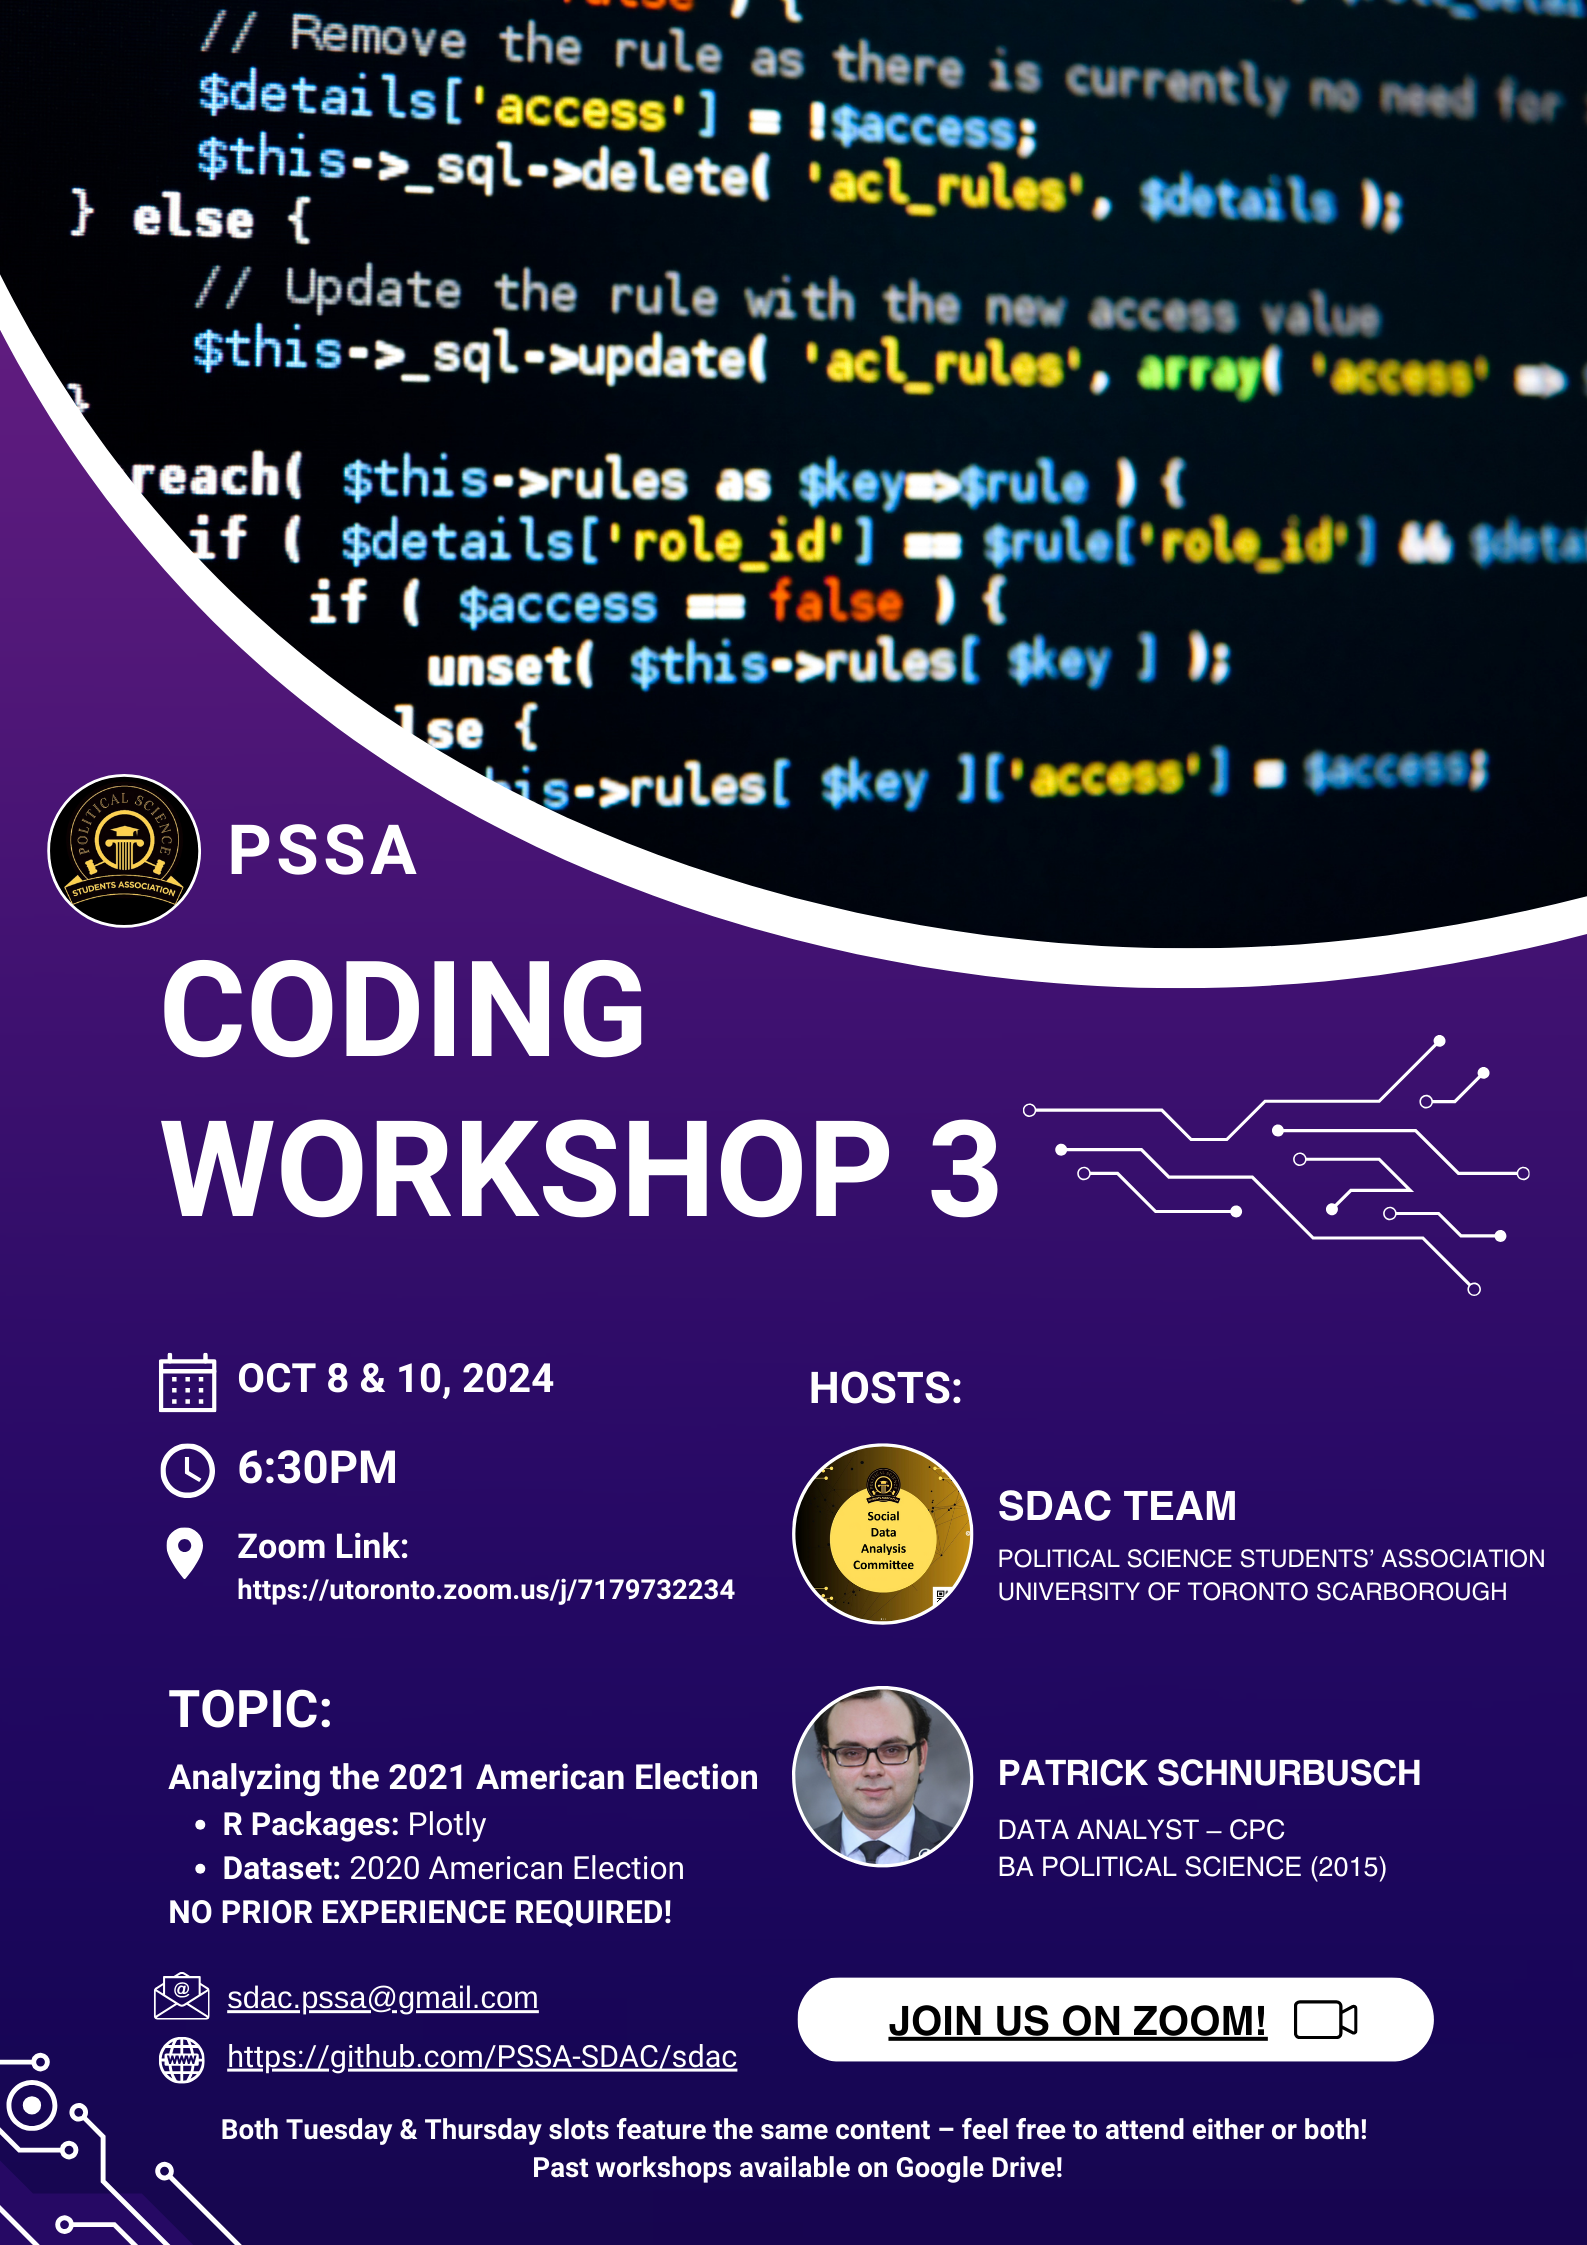 false ) {
// Remove the rule as there is currently no need for
$details['access'] = !$access;
$this->_sql->delete( 'acl_rules', $details );
} else {
// Update the rule with the new access value
$this->_sql->update( 'acl_rules', array( 'access' =>
}
reach( $this->rules as $key=>$rule ) {
if ( $details['role_id'] == $rule['role_id'] && $deta
if ( $access == false ) {
unset( $this->rules[ $key ] );
lse {
his->rules[ $key ]['access'] = $access;
POLITICAL SCIENCE
STUDENTS ASSOCIATION
PSSA
CODING
WORKSHOP 3
OCT 8 & 10, 2024
6:30PM
Zoom Link:
https://utoronto.zoom.us/j/7179732234
HOSTS:
Social
Data
Analysis
Committee
SDAC TEAM
POLITICAL SCIENCE STUDENTS’ ASSOCIATION
UNIVERSITY OF TORONTO SCARBOROUGH
PATRICK SCHNURBUSCH
DATA ANALYST – CPC
BA POLITICAL SCIENCE (2015)
TOPIC:
Analyzing the 2021 American Election
• R Packages: Plotly
• Dataset: 2020 American Election
NO PRIOR EXPERIENCE REQUIRED!
sdac.pssa@gmail.com
www
https://github.com/PSSA-SDAC/sdac
JOIN US ON ZOOM!
Both Tuesday & Thursday slots feature the same content – feel free to attend either or both!
Past workshops available on Google Drive!